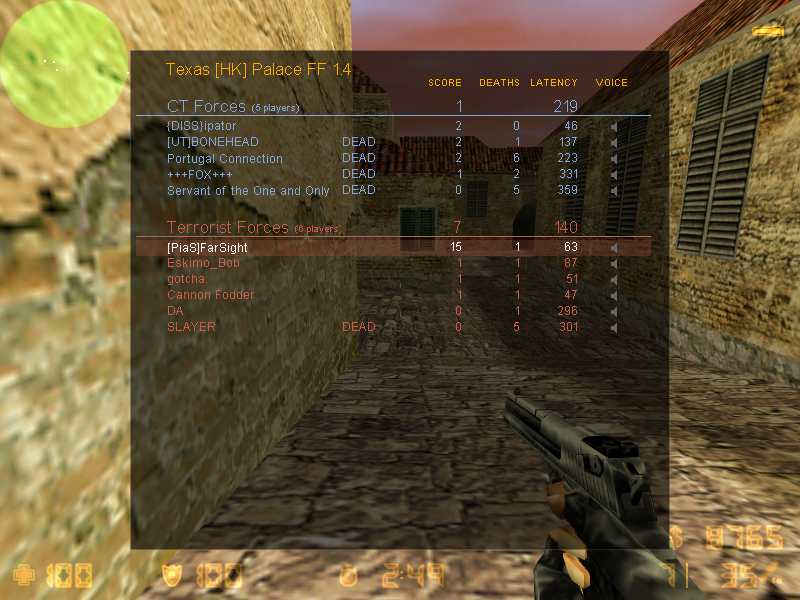 Texas [HK] Palace FF 1.4
SCORE DEATHS LATENCY VOICE
CT Forces (5 players) 1 219
{DISS}ipator 2 0 46
[UT]BONEHEAD DEAD 2 1 137
Portugal Connection DEAD 2 6 223
+++FOX+++ DEAD 1 2 331
Servant of the One and Only DEAD 0 5 359
Terrorist Forces (6 players) 7 140
[PiaS]FarSight 15 1 63
Eskimo_Bob 1 1 87
gotcha. 1 1 51
Cannon Fodder 1 1 47
DA 0 1 296
SLAYER DEAD 0 5 301
$ 8765
100 100 2:49 7 | 35